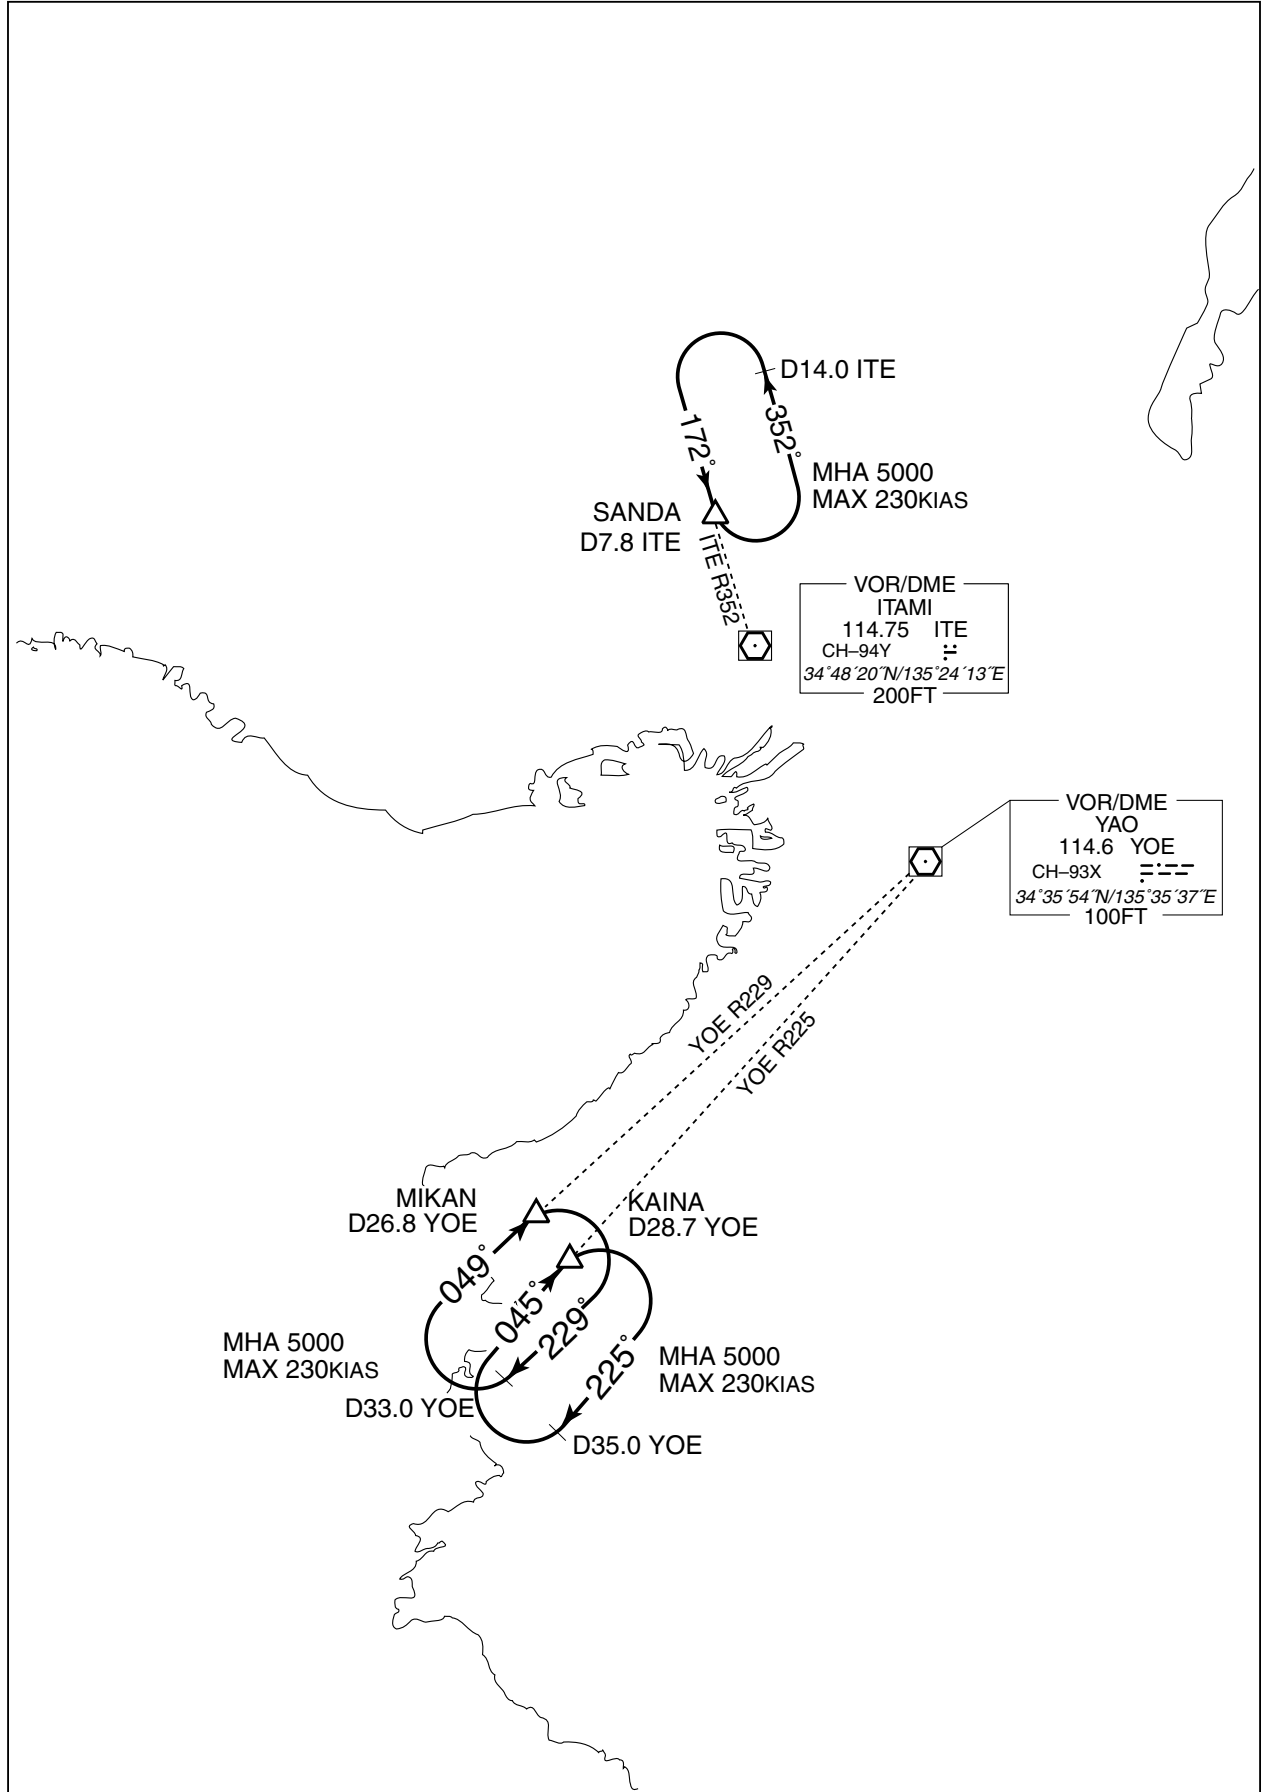 D14.0 ITE
172°
352°
MHA 5000
MAX 230KIAS
SANDA
D7.8 ITE
ITE R352
VOR/DME
ITAMI
114.75 ITE
CH–94Y
34°48´20˝N/135°24´13˝E
200FT
VOR/DME
YAO
114.6 YOE
CH–93X
34°35´54˝N/135°35´37˝E
100FT
YOE R229
YOE R225
MIKAN
D26.8 YOE
KAINA
D28.7 YOE
049°
045°
229°
225°
MHA 5000
MAX 230KIAS
MHA 5000
MAX 230KIAS
D33.0 YOE
D35.0 YOE